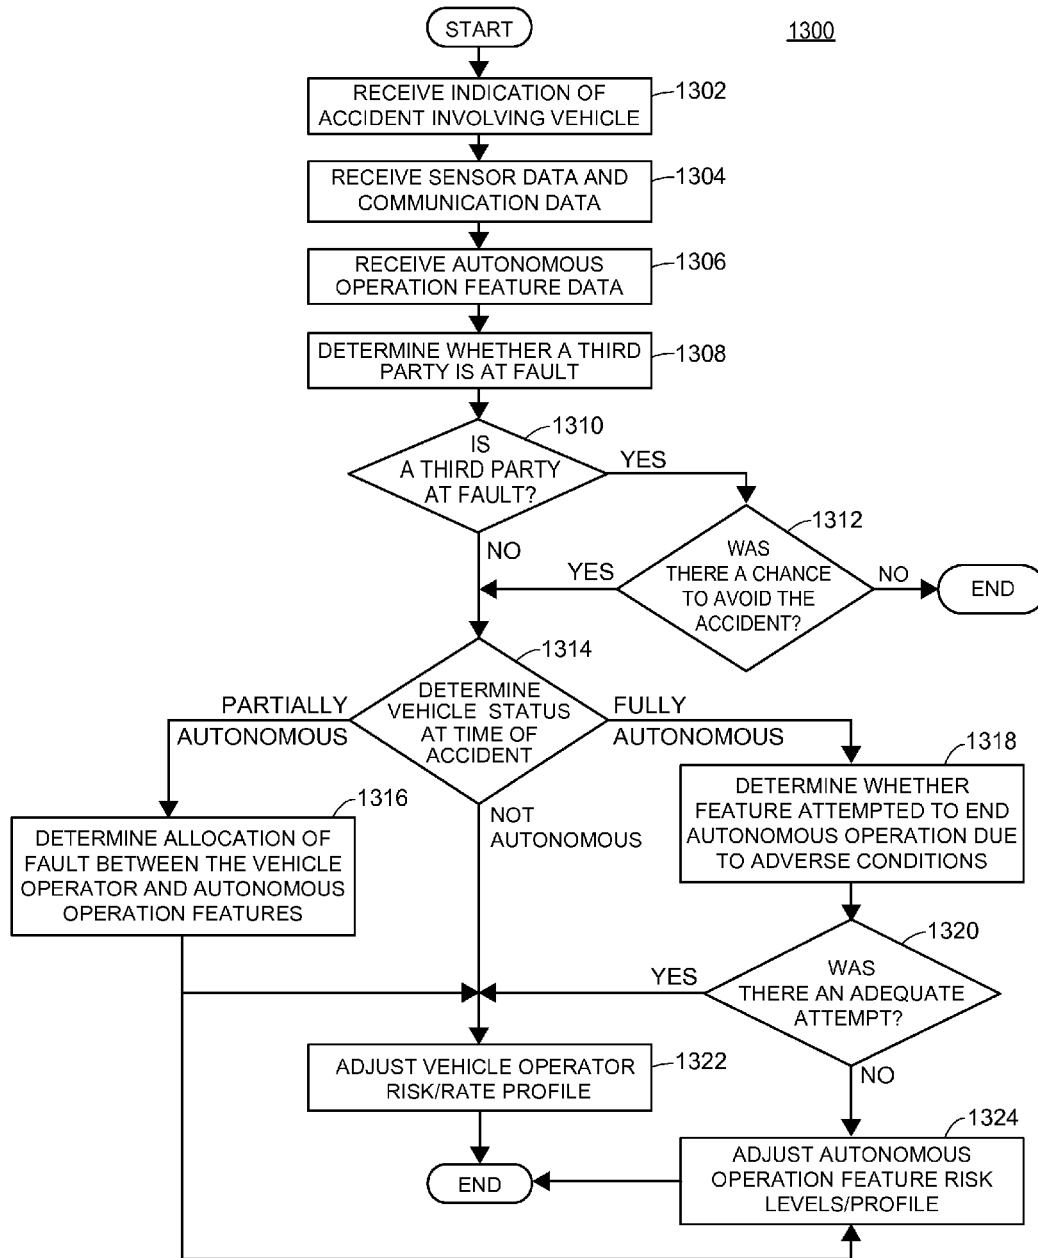 START
1300
RECEIVE INDICATION OF
ACCIDENT INVOLVING VEHICLE
1302
RECEIVE SENSOR DATA AND
COMMUNICATION DATA
1304
RECEIVE AUTONOMOUS
OPERATION FEATURE DATA
1306
DETERMINE WHETHER A THIRD
PARTY IS AT FAULT
1308
IS
A THIRD PARTY
AT FAULT?
1310
YES
NO
WAS
THERE A CHANCE
TO AVOID THE
ACCIDENT?
1312
YES
NO
END
DETERMINE
VEHICLE STATUS
AT TIME OF
ACCIDENT
1314
PARTIALLY
AUTONOMOUS
FULLY
AUTONOMOUS
NOT
AUTONOMOUS
DETERMINE ALLOCATION OF
FAULT BETWEEN THE VEHICLE
OPERATOR AND AUTONOMOUS
OPERATION FEATURES
1316
DETERMINE WHETHER
FEATURE ATTEMPTED TO END
AUTONOMOUS OPERATION DUE
TO ADVERSE CONDITIONS
1318
WAS
THERE AN ADEQUATE
ATTEMPT?
1320
YES
NO
ADJUST VEHICLE OPERATOR
RISK/RATE PROFILE
1322
ADJUST AUTONOMOUS
OPERATION FEATURE RISK
LEVELS/PROFILE
1324
END